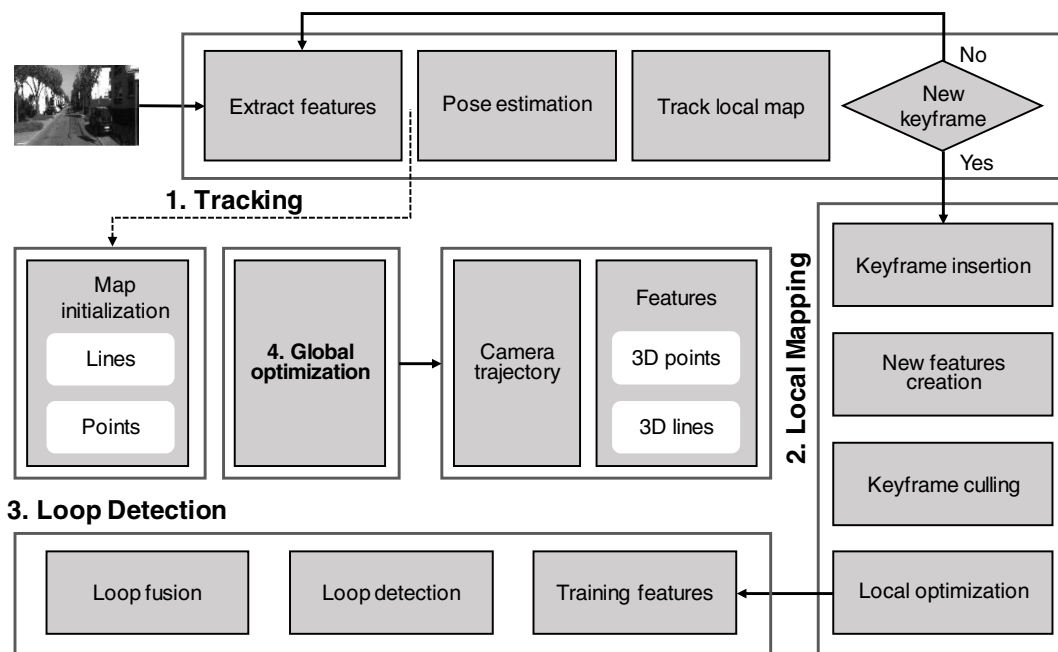 No
Extract features
Pose estimation
Track local map
New
keyframe
Yes
1. Tracking
Map
initialization
Lines
Points
4. Global
optimization
Camera
trajectory
Features
3D points
3D lines
2. Local Mapping
Keyframe insertion
New features
creation
Keyframe culling
Local optimization
3. Loop Detection
Loop fusion
Loop detection
Training features